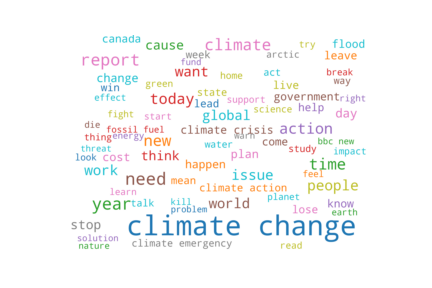 canada
cause
climate
try
flood
week
arctic
leave
report
fund
want
home
act
break
change
green
live
way
win
state
government
effect
today
lead
support
right
global
science
help
day
fight
start
die
climate crisis
action
fossil fuel
warn
thing
energy
new
water
come
bbc new
threat
study
impact
look
cost
think
plan
happen
time
work
issue
feel
need
mean
people
climate action
learn
planet
year
talk
kill
world
know
problem
lose
earth
stop
climate change
solution
climate emergency
nature
read